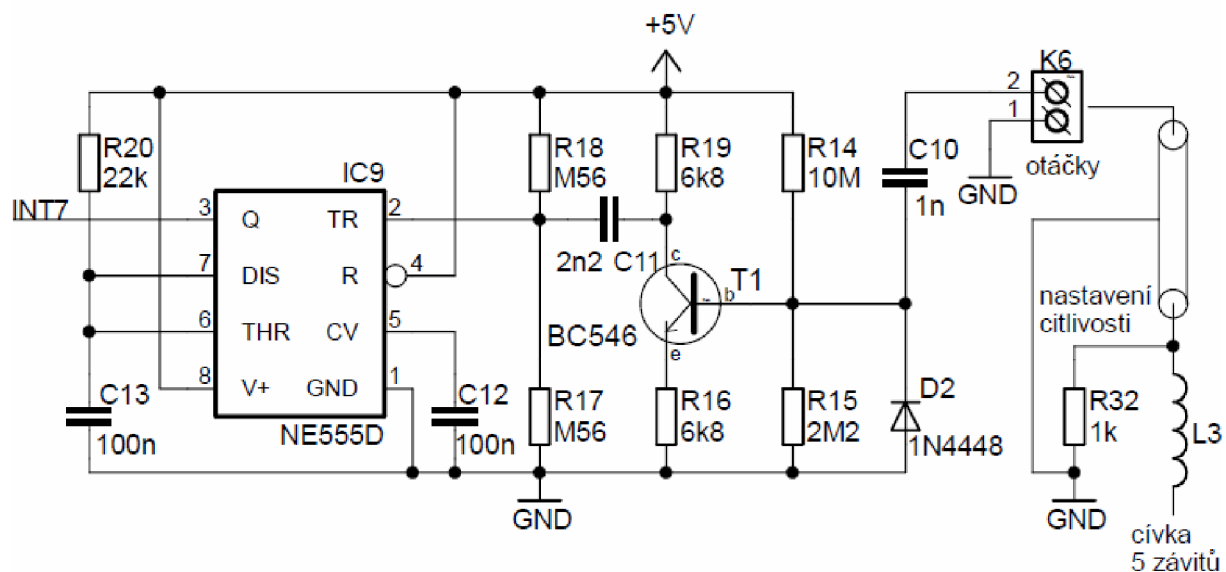 +5V
K6
2
1
otáčky
GND
R20
22k
IC9
R18
M56
R19
6k8
R14
10M
C10
1n
INT7
3
Q
TR
2
2n2
C11
c
T1
7
DIS
R
4
b
BC546
e
nastavení
citlivosti
6
THR
CV
5
8
V+
GND
1
C13
100n
NE555D
C12
100n
R17
M56
R16
6k8
R15
2M2
D2
1N4448
R32
1k
L3
GND
GND
cívka
5 závitů